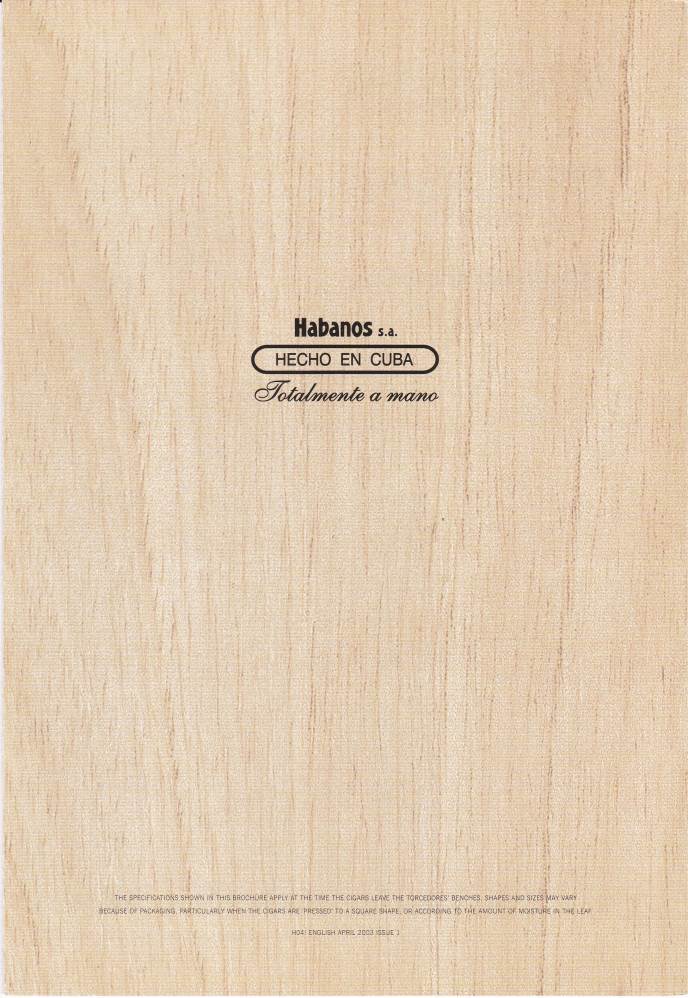 Habanos s.a.
HECHO EN CUBA
Totalmente a mano
THE SPECIFICATIONS SHOWN IN THIS BROCHURE APPLY AT THE TIME THE CIGARS LEAVE THE TORCEDORES' BENCHES. SHAPES AND SIZES MAY VARY
BECAUSE OF PACKAGING, PARTICULARLY WHEN THE CIGARS ARE 'PRESSED' TO A SQUARE SHAPE, OR ACCORDING TO THE AMOUNT OF MOISTURE IN THE LEAF.
ENGLISH APRIL 2003 ISSUE 1